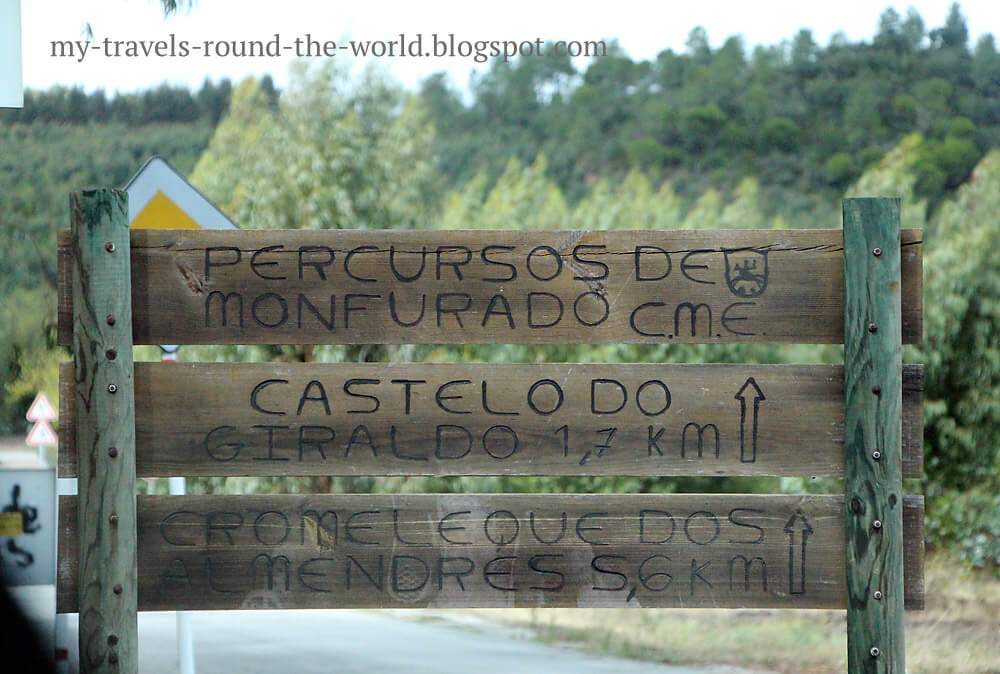 my-travels-round-the-world.blogspot.com
PERCURSOS DE
MONFURADO C.M.E.
CASTELO DO
GIRALDO 1,7 KM
CROMELEQUE DOS
ALMENDRES 5,6 KM